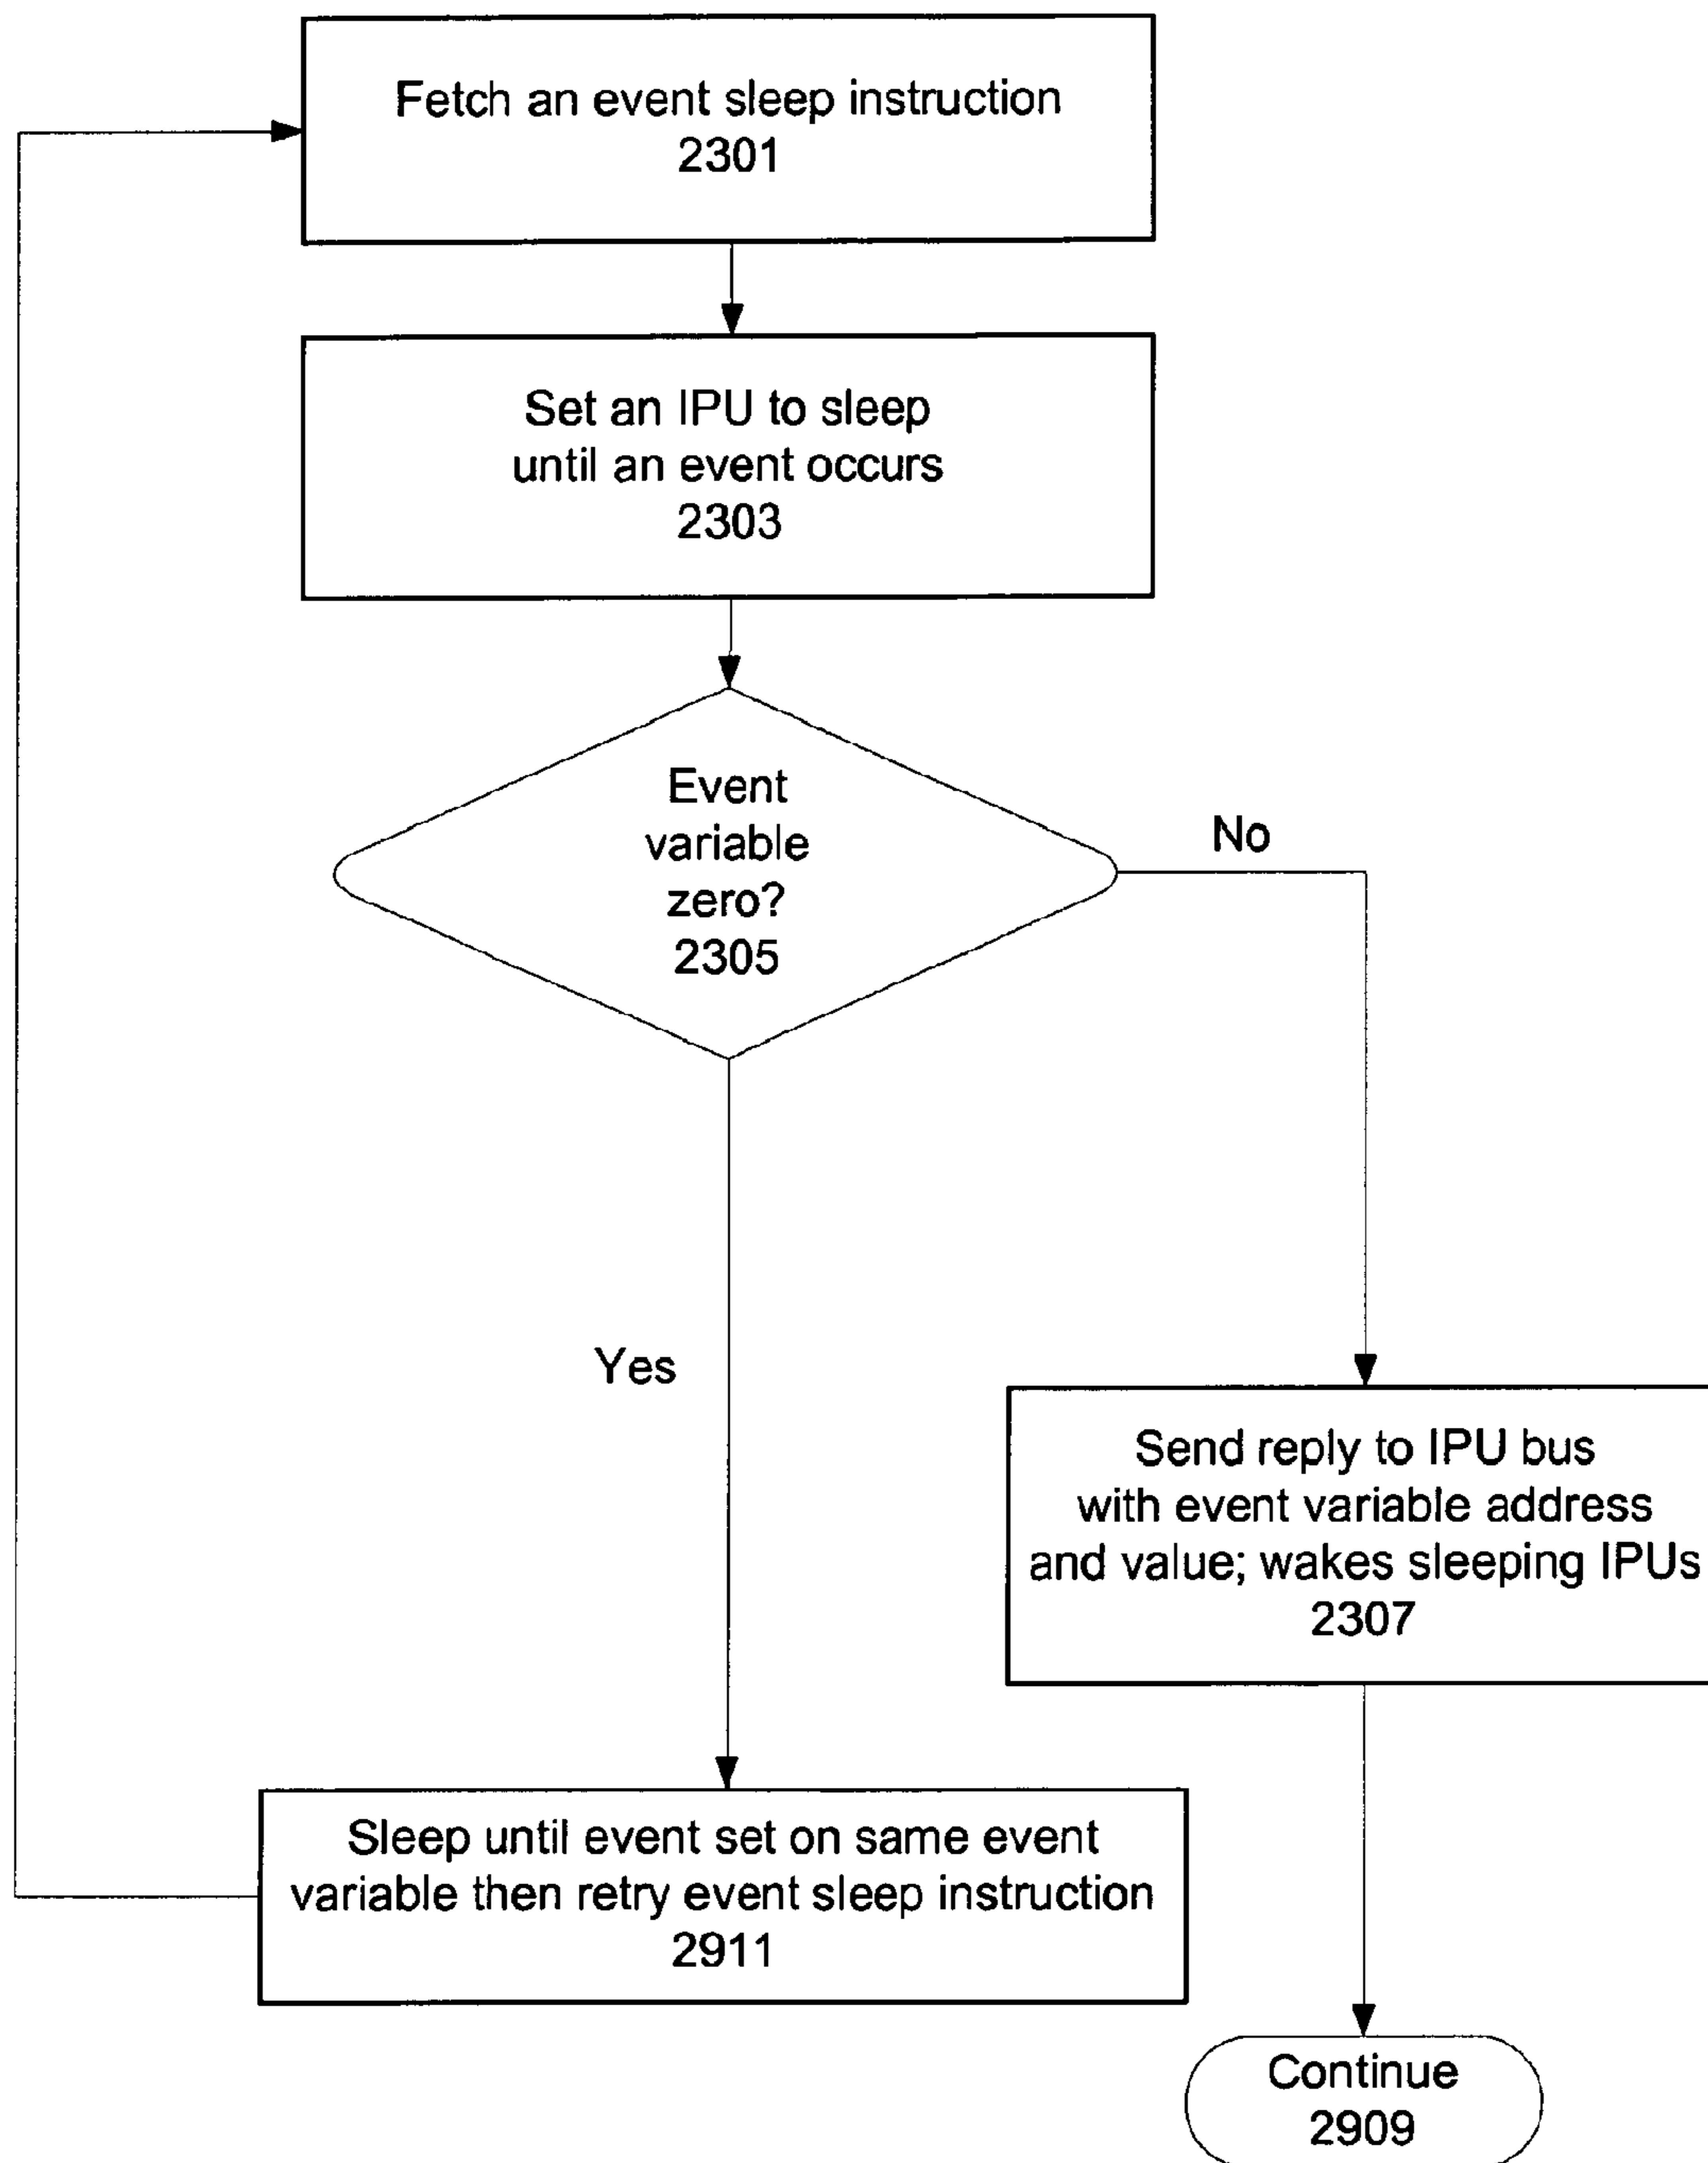 Fetch an event sleep instruction
2301
Set an IPU to sleep
until an event occurs
2303
Event
variable
zero?
2305
No
Yes
Send reply to IPU bus
with event variable address
and value; wakes sleeping IPUs
2307
Sleep until event set on same event
variable then retry event sleep instruction
2911
Continue
2909